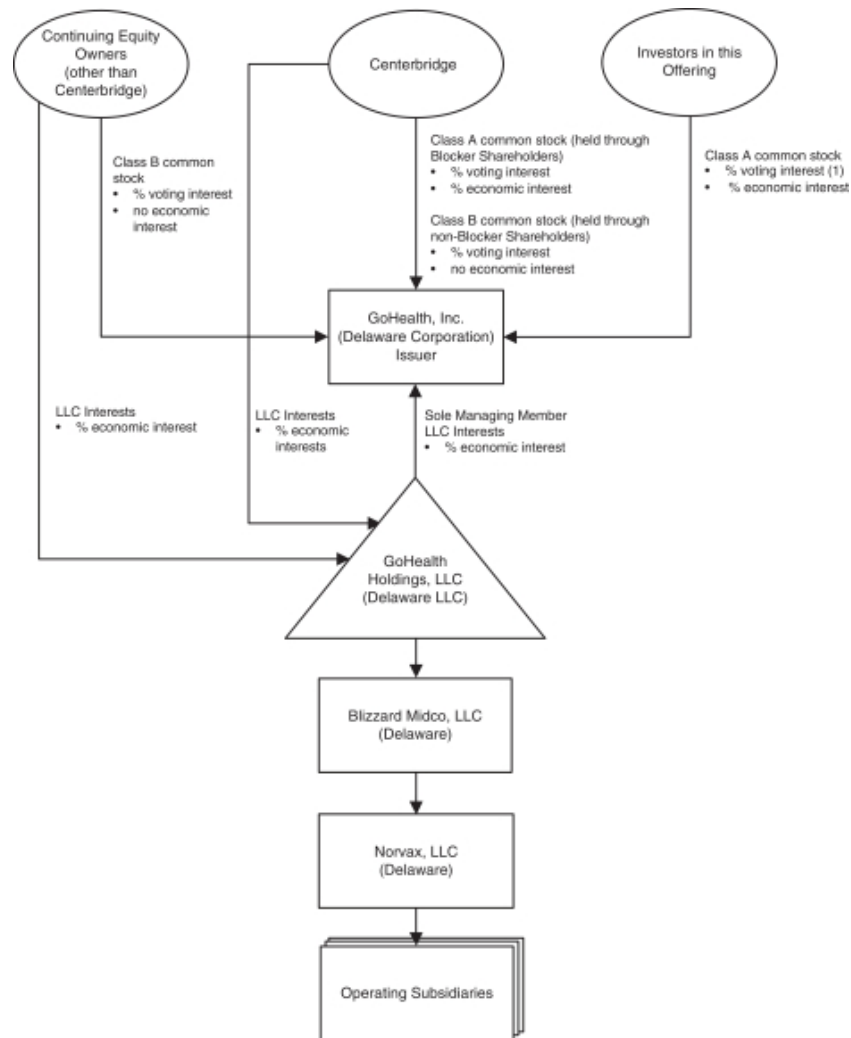 Continuing Equity
Owners
(other than
Centerbridge)
Centerbridge
Investors in this
Offering
Class B common
stock
• % voting interest
• no economic
interest
Class A common stock (held through
Blocker Shareholders)
• % voting interest
• % economic interest
Class B common stock (held through
non-Blocker Shareholders)
• % voting interest
• no economic interest
Class A common stock
• % voting interest (1)
• % economic interest
GoHealth, Inc.
(Delaware Corporation)
Issuer
LLC Interests
• % economic interest
LLC Interests
• % economic
interests
Sole Managing Member
LLC Interests
• % economic interest
GoHealth
Holdings, LLC
(Delaware LLC)
Blizzard Midco, LLC
(Delaware)
Norvax, LLC
(Delaware)
Operating Subsidiaries